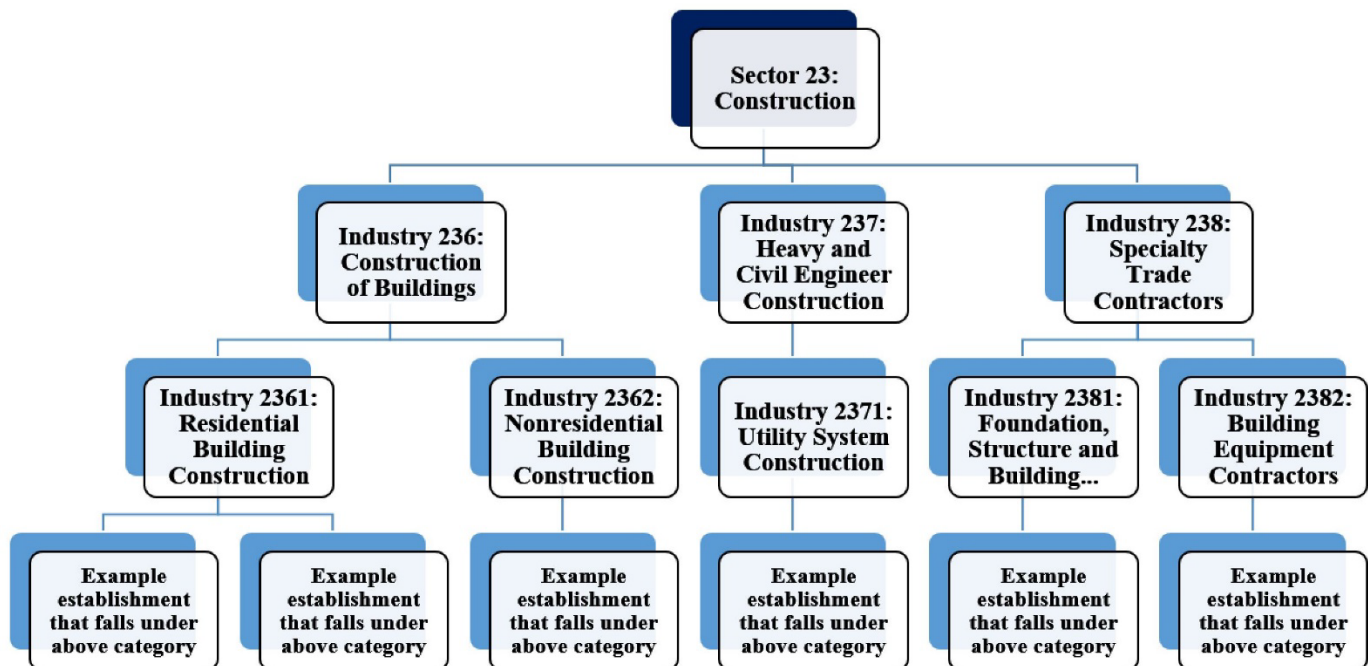 Sector 23:
Construction
Industry 236:
Construction
of Buildings
Industry 237:
Heavy and
Civil Engineer
Construction
Industry 238:
Specialty
Trade
Contractors
Industry 2361:
Residential
Building
Construction
Industry 2362:
Nonresidential
Building
Construction
Industry 2371:
Utility System
Construction
Industry 2381:
Foundation,
Structure and
Building...
Industry 2382:
Building
Equipment
Contractors
Example
establishment
that falls under
above category
Example
establishment
that falls under
above category
Example
establishment
that falls under
above category
Example
establishment
that falls under
above category
Example
establishment
that falls under
above category
Example
establishment
that falls under
above category